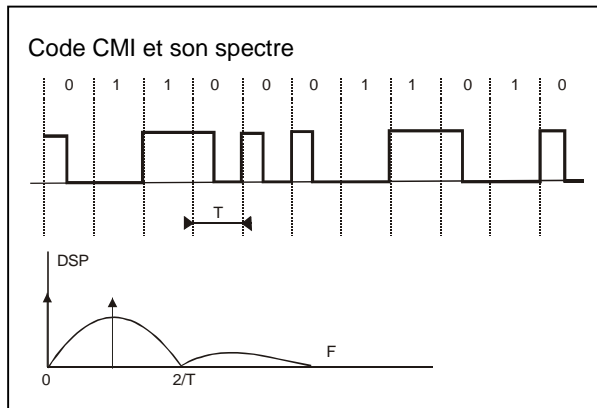 Code CMI et son spectre
0 1 1 0 0 0 1 1 0 1 0
T
DSP
F
0 2/T